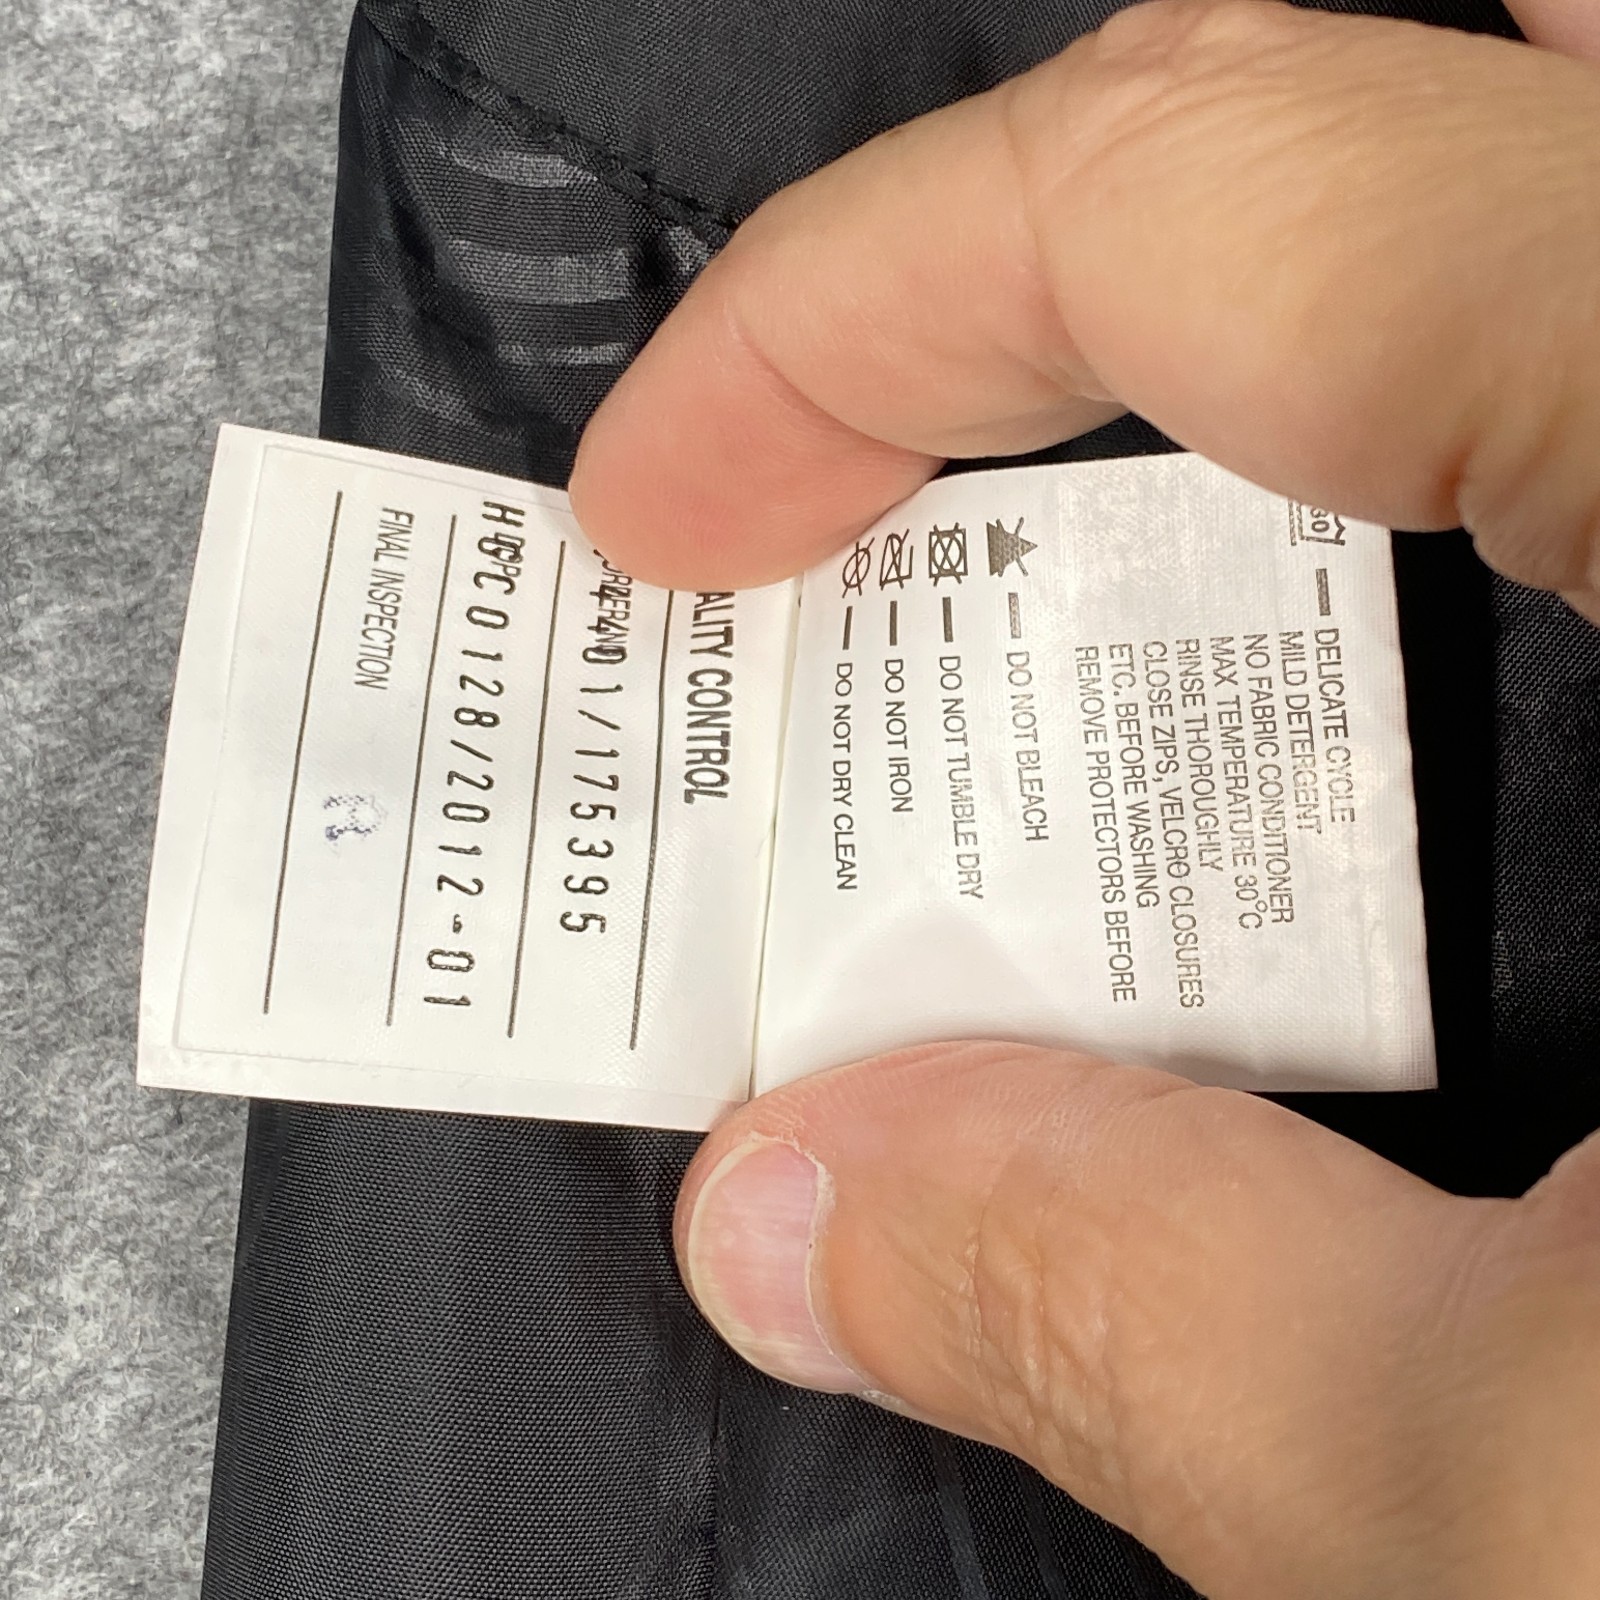 30
DELICATE CYCLE
MILD DETERGENT
NO FABRIC CONDITIONER
MAX TEMPERATURE 30°C
RINSE THOROUGHLY
CLOSE ZIPS, VELCRO CLOSURES
ETC. BEFORE WASHING
REMOVE PROTECTORS BEFORE
DO NOT BLEACH
DO NOT TUMBLE DRY
DO NOT IRON
DO NOT DRY CLEAN
ALITY CONTROL
01/175395
C0128/2012-01
FINAL INSPECTION